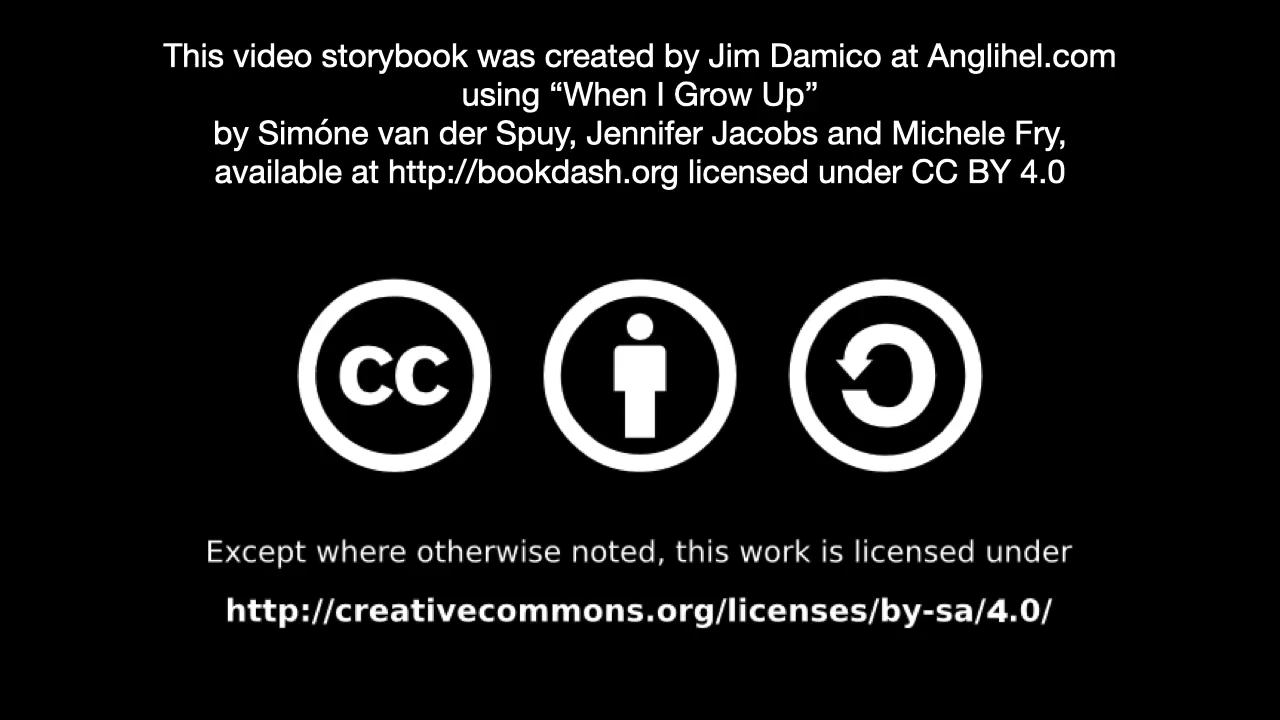 This video storybook was created by Jim Damico at Anglihel.com
using “When I Grow Up”
by Simóne van der Spuy, Jennifer Jacobs and Michele Fry,
available at http://bookdash.org licensed under CC BY 4.0
cc
Except where otherwise noted, this work is licensed under
http://creativecommons.org/licenses/by-sa/4.0/